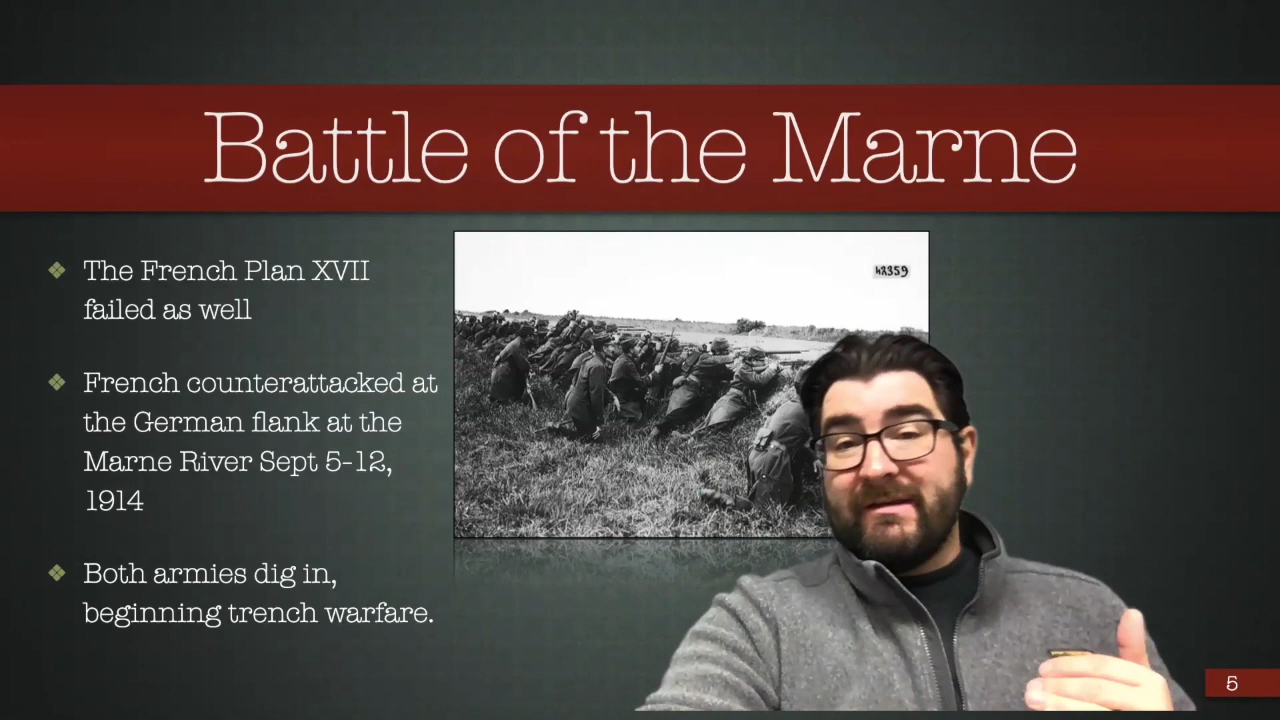 Battle of the Marne
The French Plan XVII
failed as well
French counterattacked at
the German flank at the
Marne River Sept 5-12,
1914
Both armies dig in,
beginning trench warfare.
42359
5